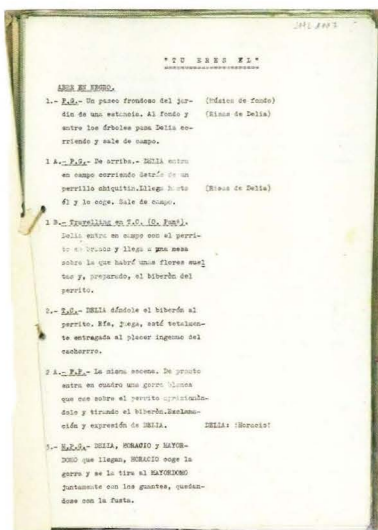 "TU ERES EL"
ABRE EN NEGRO.
1.- P.G.- Un paseo frondoso del jar- (Música de fondo)
dín de una estancia. Al fondo y (Risas de Delia)
entre los árboles pasa Delia co-
rriendo y sale de campo.
1 A.- P.G.- De arriba.- DELIA entra
en campo corriendo detrás de un
perrillo chiquitín.Llega hasta (Risas de Delia)
él y lo coge. Sale de campo.
1 B.- Travelling en T.C. (O. Pané).
Delia entra en campo con el perri-
to en brazos y llega a una mesa
sobre la que habrá unas flores suel
tas y, preparado, el biberón del
perrito.
2.- P.C.- DELIA dándole el biberón al
perrito. Ríe, juega, está totalmen-
te entregada al placer ingenuo del
cachorrro.
2 A.- P.P.- La misma escena. De pronto
entra en cuadro una gorra blanca
que cae sobre el perrito aprisionán-
dole y tirando el biberón.Exclama-
ción y expresión de DELIA. DELIA: ¡Horacio!
3.- M.P.G.- DELIA, HORACIO y MAYOR-
DOMO que llegan, HORACIO coge la
gorra y se la tira al MAYORDOMO
juntamente con los guantes, quedan-
dose con la fusta.